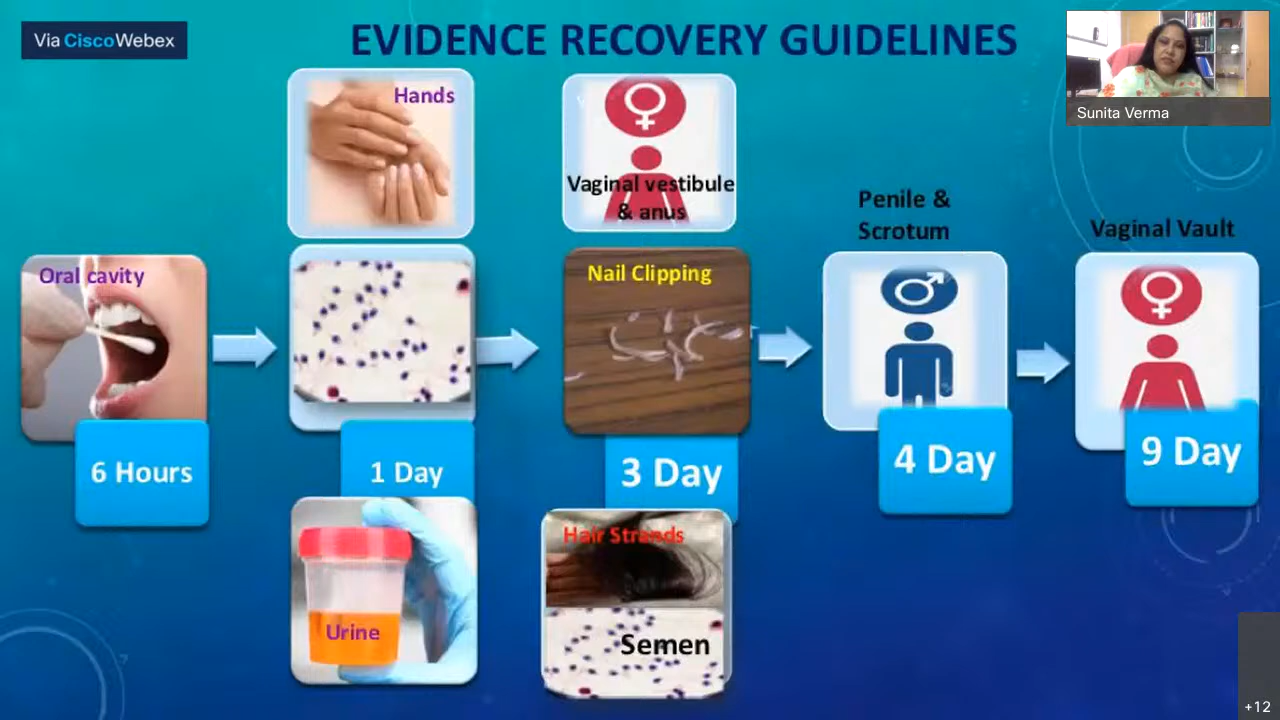 Via CiscoWebex
EVIDENCE RECOVERY GUIDELINES
Sunita Verma
Hands
Vaginal vestibule
& anus
Penile &
Scrotum
Vaginal Vault
Oral cavity
Nail Clipping
6 Hours
1 Day
3 Day
4 Day
9 Day
Urine
Hair Strands
Semen
+12